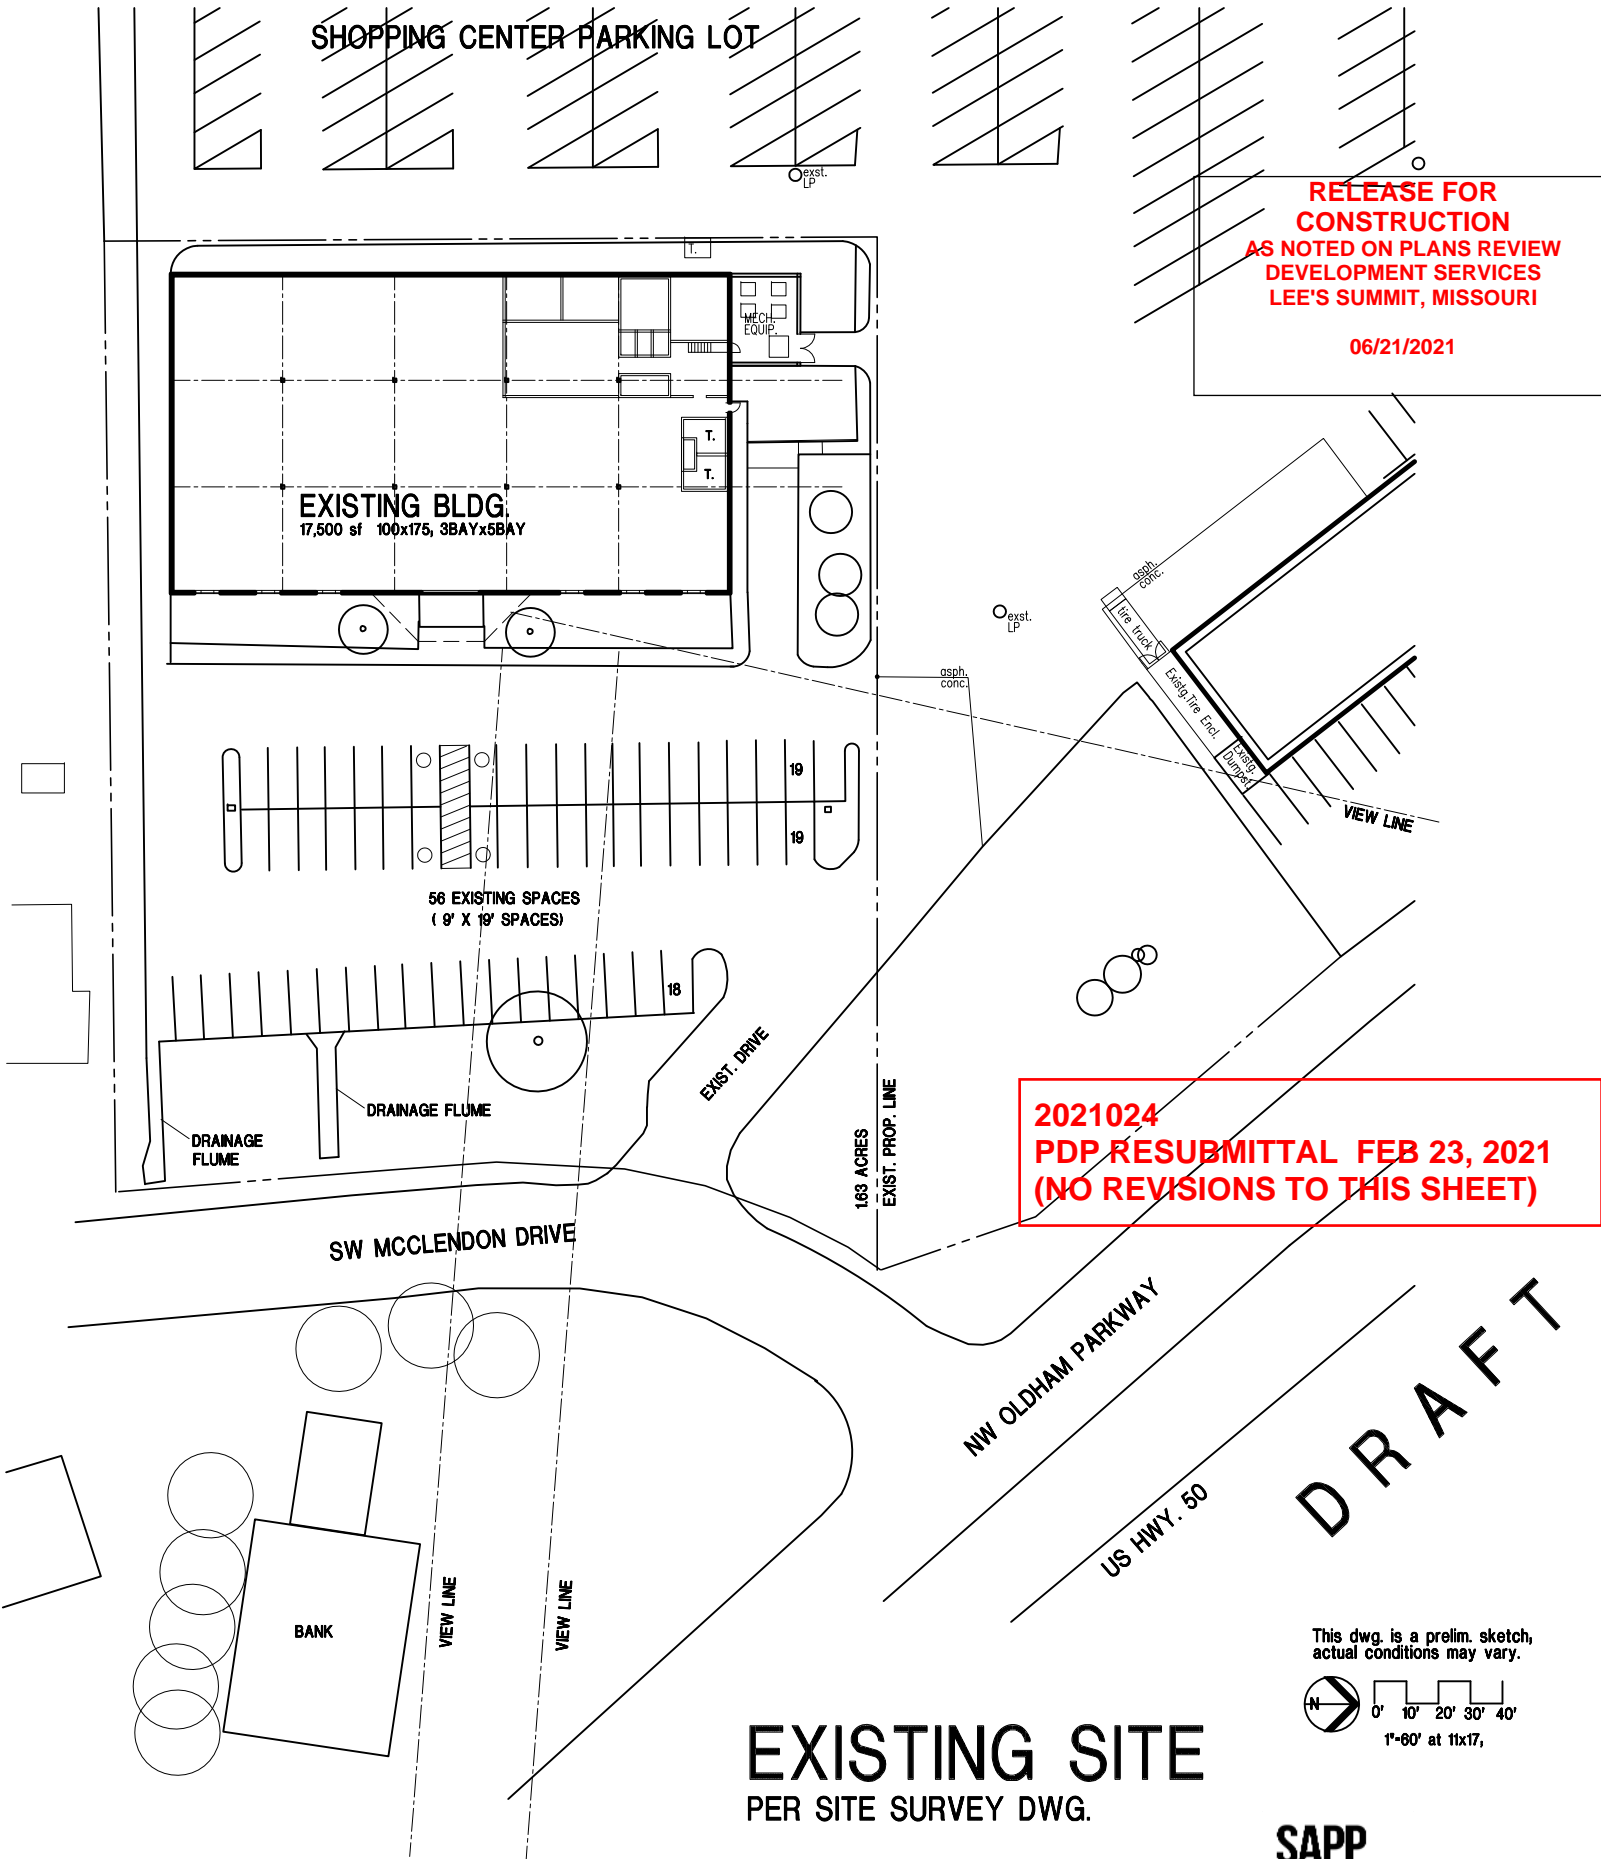 SHOPPING CENTER PARKING LOT
exst.
LP
RELEASE FOR
CONSTRUCTION
AS NOTED ON PLANS REVIEW
DEVELOPMENT SERVICES
LEE'S SUMMIT, MISSOURI
06/21/2021
T.
MECH.
EQUIP.
T.
T.
EXISTING BLDG.
17,500 sf 100x175, 3BAYx5BAY
asph.
conc.
exst.
LP
tire truck
asph.
conc.
Existg.Tire Encl.
Existg.
Dumpst.
VIEW LINE
19
19
56 EXISTING SPACES
( 9' X 19' SPACES)
18
EXIST. DRIVE
DRAINAGE FLUME
DRAINAGE
FLUME
1.63 ACRES
EXIST. PROP. LINE
2021024
PDP RESUBMITTAL FEB 23, 2021
(NO REVISIONS TO THIS SHEET)
SW MCCLENDON DRIVE
NW OLDHAM PARKWAY
US HWY. 50
DRAFT
BANK
VIEW LINE
VIEW LINE
This dwg. is a prelim. sketch,
actual conditions may vary.
N
0' 10' 20' 30' 40'
1"-60' at 11x17,
EXISTING SITE
PER SITE SURVEY DWG.
SAPP